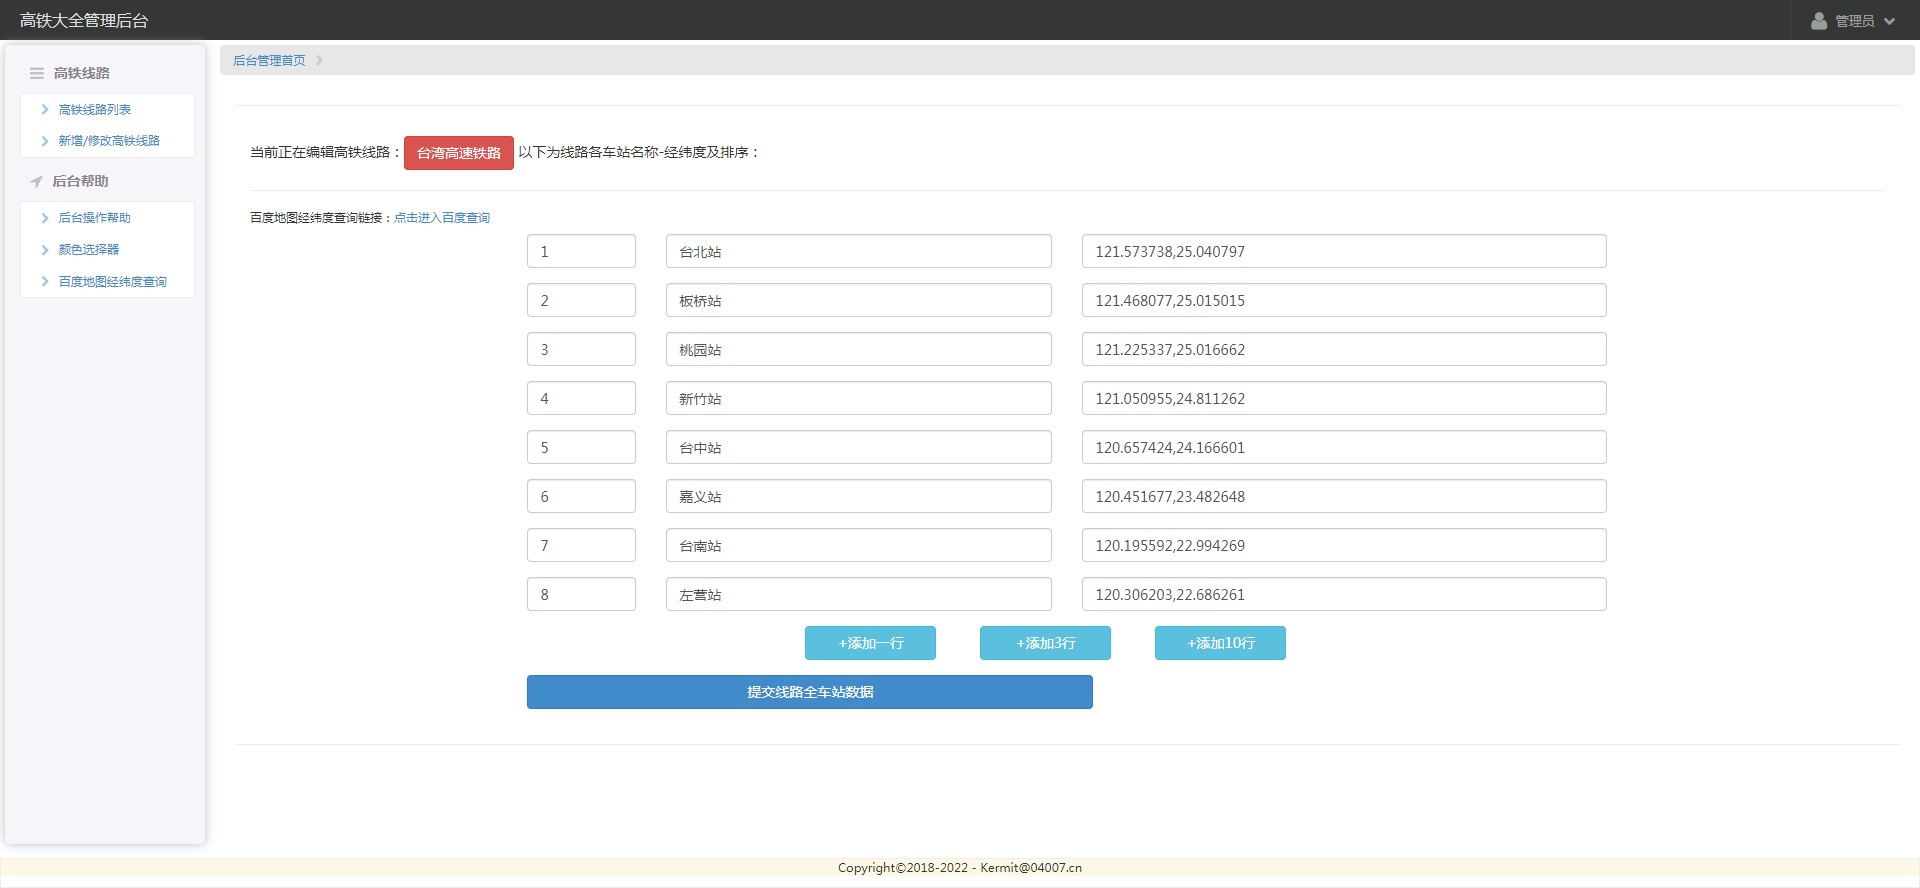 高铁大全管理后台
管理员
高铁线路
高铁线路列表
新增/修改高铁线路
后台帮助
后台操作帮助
颜色选择器
百度地图经纬度查询
后台管理首页
当前正在编辑高铁线路：台湾高速铁路 以下为线路各车站名称-经纬度及排序：
百度地图经纬度查询链接：点击进入百度查询
1 台北站 121.573738,25.040797
2 板桥站 121.468077,25.015015
3 桃园站 121.225337,25.016662
4 新竹站 121.050955,24.811262
5 台中站 120.657424,24.166601
6 嘉义站 120.451677,23.482648
7 台南站 120.195592,22.994269
8 左营站 120.306203,22.686261
+添加一行 +添加3行 +添加10行
提交线路全车站数据
Copyright©2018-2022 - Kermit@04007.cn